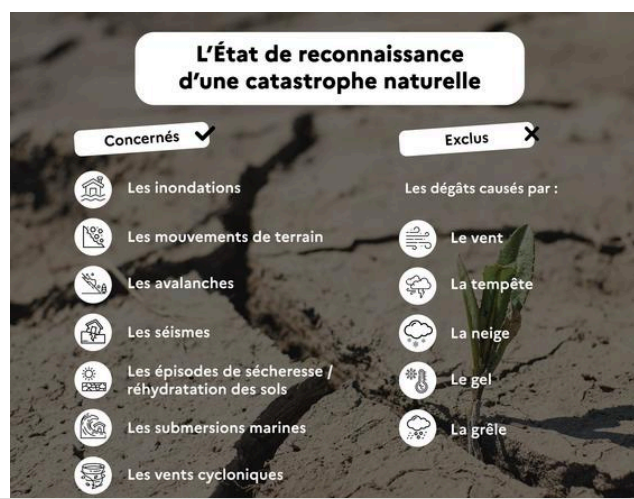 L'État de reconnaissance
d'une catastrophe naturelle
Concernés
Les inondations
Les mouvements de terrain
Les avalanches
Les séismes
Les épisodes de sécheresse /
réhydratation des sols
Les submersions marines
Les vents cycloniques
Exclus
Les dégâts causés par :
Le vent
La tempête
La neige
Le gel
La grêle